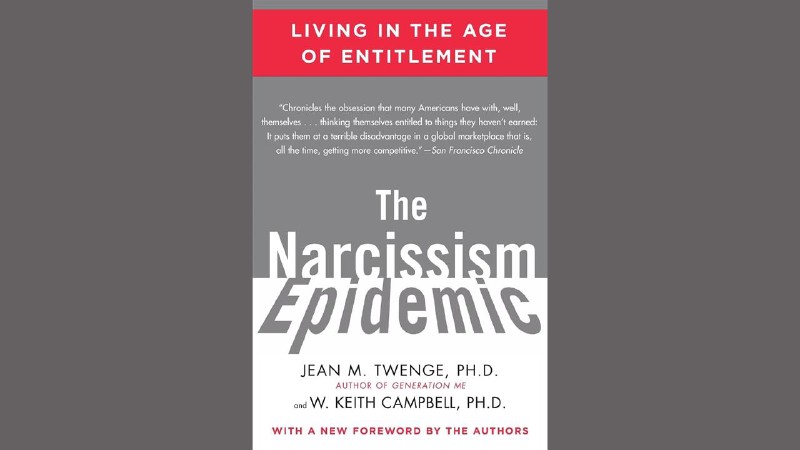 LIVING IN THE AGE
OF ENTITLEMENT
“Chronicles the obsession that many Americans have with, well,
themselves . . . thinking themselves entitled to things they haven’t earned:
It puts them at a terrible disadvantage in a global marketplace that is,
all the time, getting more competitive.” —San Francisco Chronicle
The
Narcissism
Epidemic
JEAN M. TWENGE, PH.D.
AUTHOR OF GENERATION ME
and W. KEITH CAMPBELL, PH.D.
WITH A NEW FOREWORD BY THE AUTHORS